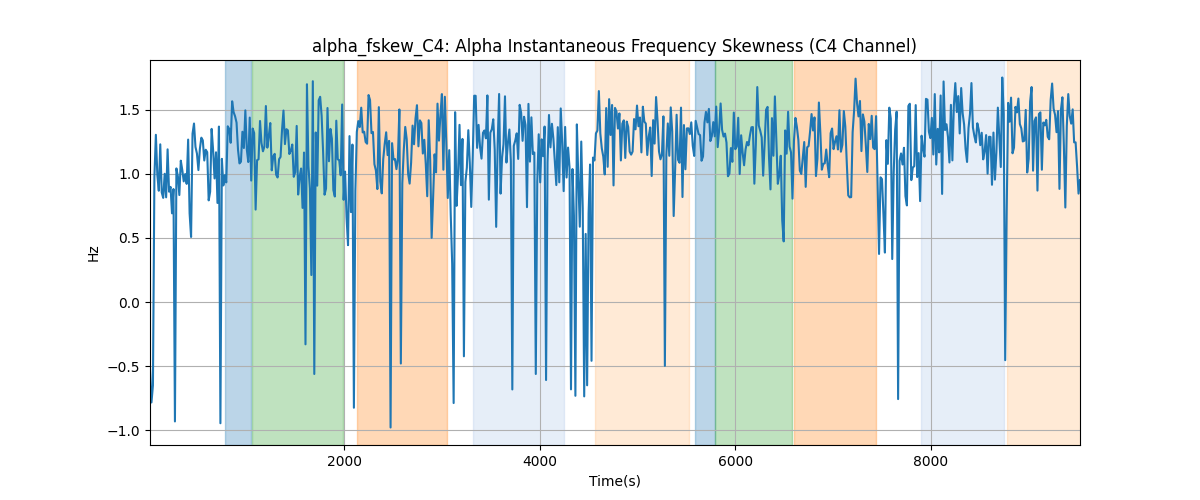 alpha_fskew_C4: Alpha Instantaneous Frequency Skewness (C4 Channel)
1.5
1.0
0.5
0.0
−0.5
−1.0
Hz
2000 4000 6000 8000
Time(s)